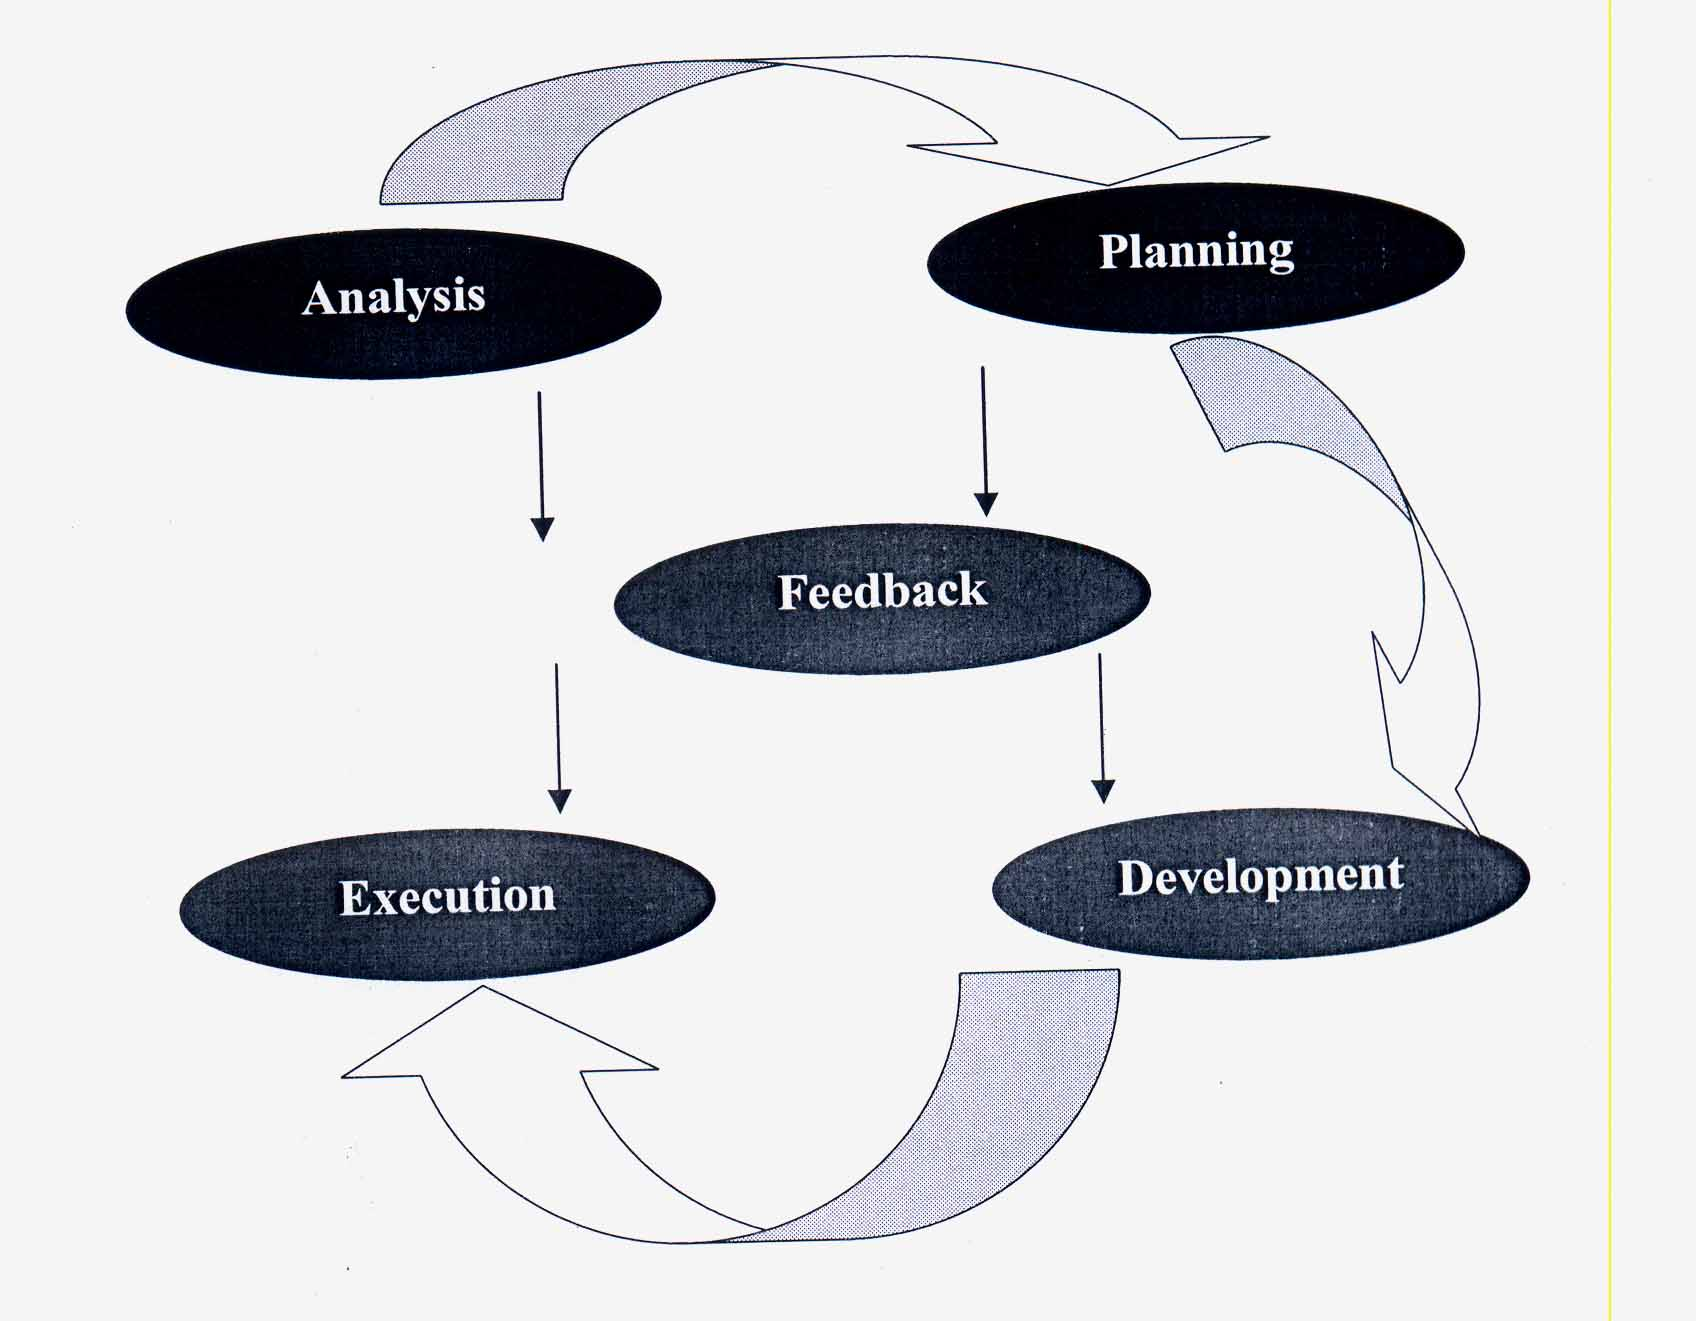 Analysis
Planning
Feedback
Execution
Development